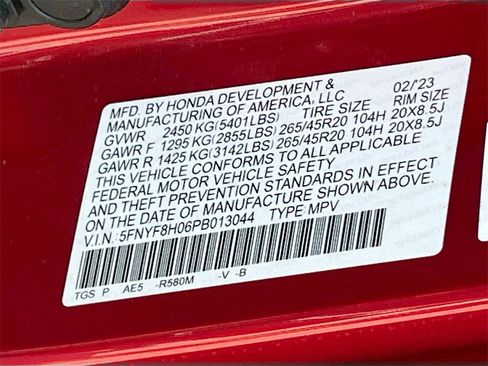 MFD. BY HONDA DEVELOPMENT & 02/'23
MANUFACTURING OF AMERICA, LLC
GVWR 2450 KG(5401LBS) TIRE SIZE RIM SIZE
GAWR F 1295 KG(2855LBS) 265/45R20 104H 20X8.5J
GAWR R 1425 KG(3142LBS) 265/45R20 104H 20X8.5J
THIS VEHICLE CONFORMS TO ALL APPLICABLE
FEDERAL MOTOR VEHICLE SAFETY
AND THEFT PREVENTION STANDARDS IN EFFECT
ON THE DATE OF MANUFACTURE SHOWN ABOVE.
V.I.N.: 5FNYF8H06PB013044 TYPE MPV
TGS P AE5 -R580M -V -B